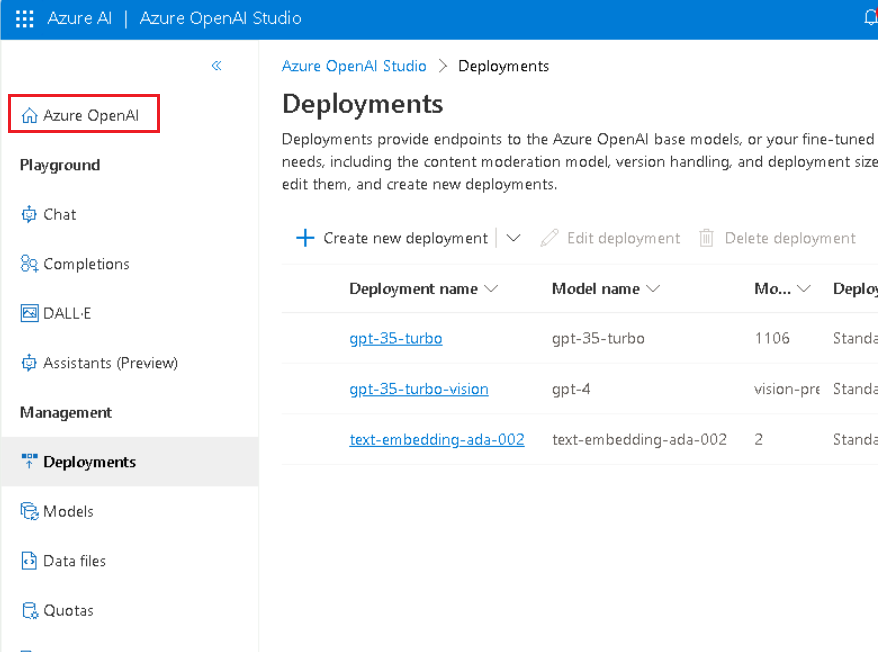 Azure AI | Azure OpenAI Studio
Azure OpenAI Studio > Deployments
Azure OpenAI
Playground
Chat
Completions
DALL·E
Assistants (Preview)
Management
Deployments
Models
Data files
Quotas
Deployments
Deployments provide endpoints to the Azure OpenAI base models, or your fine-tuned
needs, including the content moderation model, version handling, and deployment size
edit them, and create new deployments.
Create new deployment Edit deployment Delete deployment
Deployment name Model name Mo... Deploy
gpt-35-turbo gpt-35-turbo 1106 Standa
gpt-35-turbo-vision gpt-4 vision-pre Standa
text-embedding-ada-002 text-embedding-ada-002 2 Standa